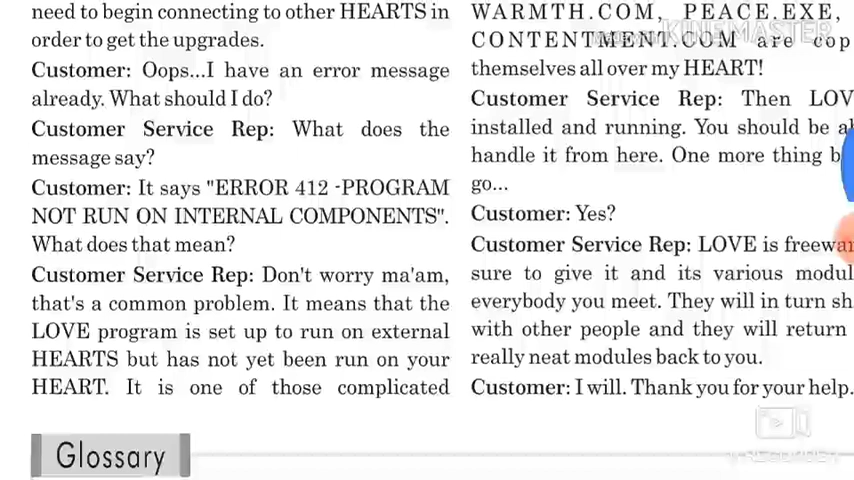 need to begin connecting to other HEARTS in
order to get the upgrades.
Customer: Oops...I have an error message
already. What should I do?
Customer Service Rep: What does the
message say?
Customer: It says "ERROR 412 -PROGRAM
NOT RUN ON INTERNAL COMPONENTS".
What does that mean?
Customer Service Rep: Don't worry ma'am,
that's a common problem. It means that the
LOVE program is set up to run on external
HEARTS but has not yet been run on your
HEART. It is one of those complicated
WARMTH.COM, PEACE.EXE,
CONTENTMENT.COM are cop
themselves all over my HEART!
Customer Service Rep: Then LOV
installed and running. You should be a
handle it from here. One more thing b
go...
Customer: Yes?
Customer Service Rep: LOVE is freewar
sure to give it and its various modul
everybody you meet. They will in turn sh
with other people and they will return
really neat modules back to you.
Customer: I will. Thank you for your help.
Glossary
KINEMASTER